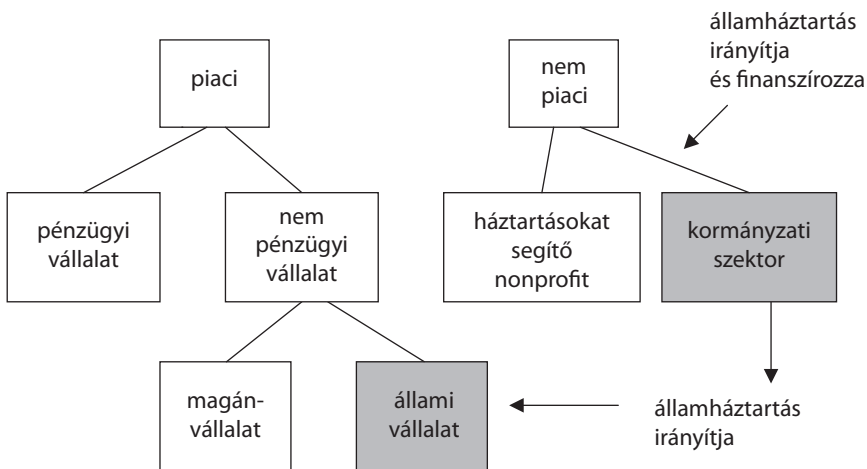 piaci
nem
piaci
államháztartás
irányítja
és finanszírozza
pénzügyi
vállalat
nem
pénzügyi
vállalat
háztartásokat
segítő
nonprofit
kormányzati
szektor
magán-
vállalat
állami
vállalat
államháztartás
irányítja